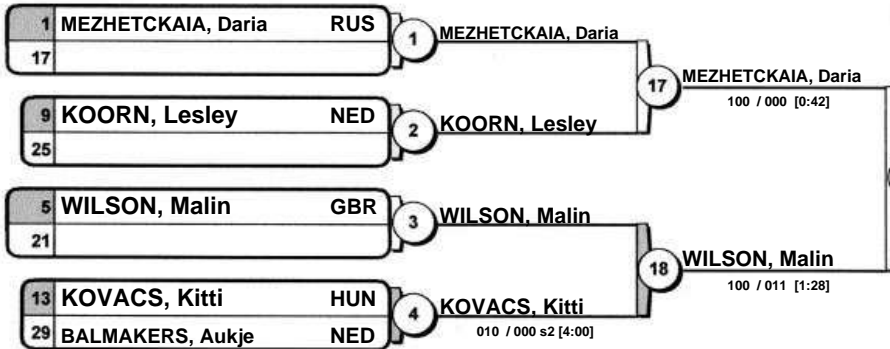 1 MEZHETCKAIA, Daria RUS
17
1
MEZHETCKAIA, Daria
9 KOORN, Lesley NED
25
2
KOORN, Lesley
17
MEZHETCKAIA, Daria
100 / 000 [0:42]
5 WILSON, Malin GBR
21
3
WILSON, Malin
13 KOVACS, Kitti HUN
29 BALMAKERS, Aukje NED
4
KOVACS, Kitti
010 / 000 s2 [4:00]
18
WILSON, Malin
100 / 011 [1:28]